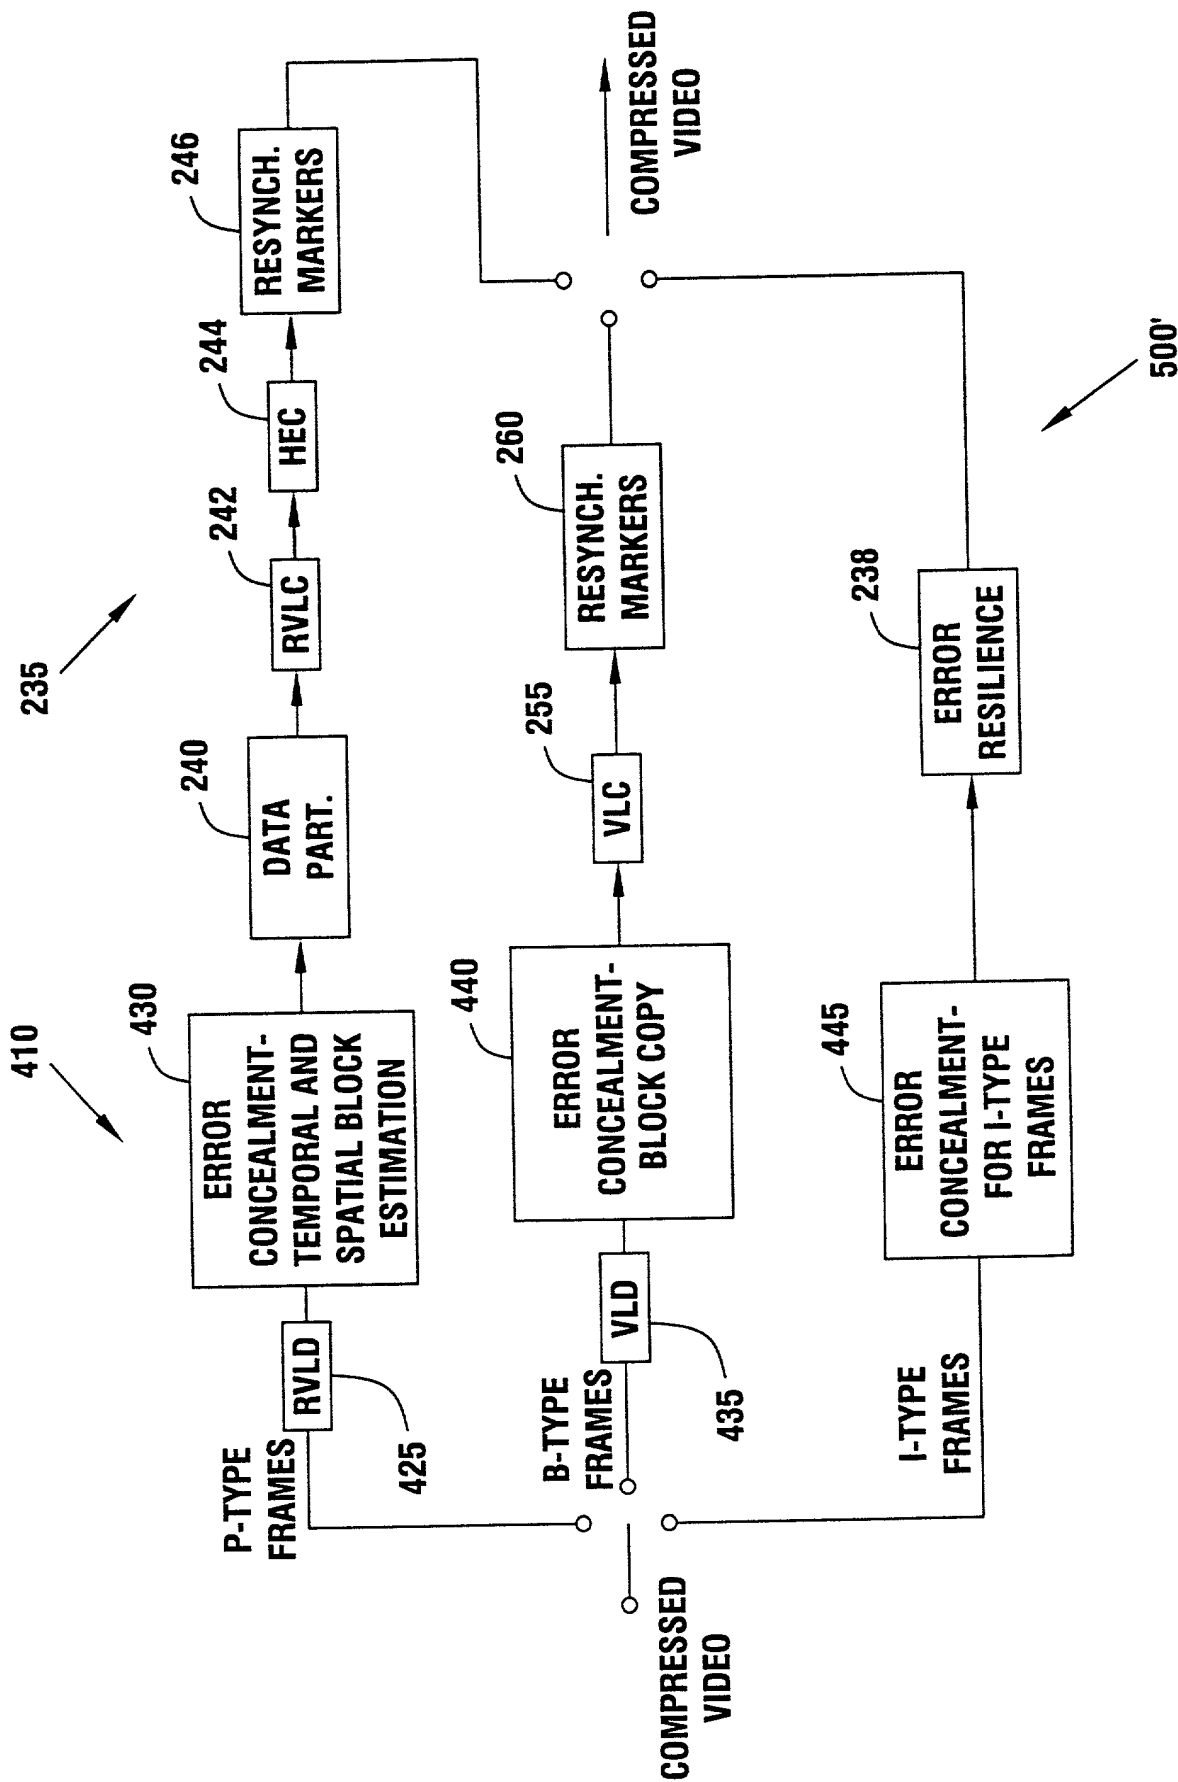 410
235
430
ERROR
CONCEALMENT-
TEMPORAL AND
SPATIAL BLOCK
ESTIMATION
240
DATA
PART.
242
RVLC
244
HEC
246
RESYNCH.
MARKERS
P-TYPE
FRAMES
RVLD
425
COMPRESSED
VIDEO
B-TYPE
FRAMES
VLD
435
440
ERROR
CONCEALMENT-
BLOCK COPY
255
VLC
260
RESYNCH.
MARKERS
COMPRESSED
VIDEO
I-TYPE
FRAMES
445
ERROR
CONCEALMENT-
FOR I-TYPE
FRAMES
238
ERROR
RESILIENCE
500'